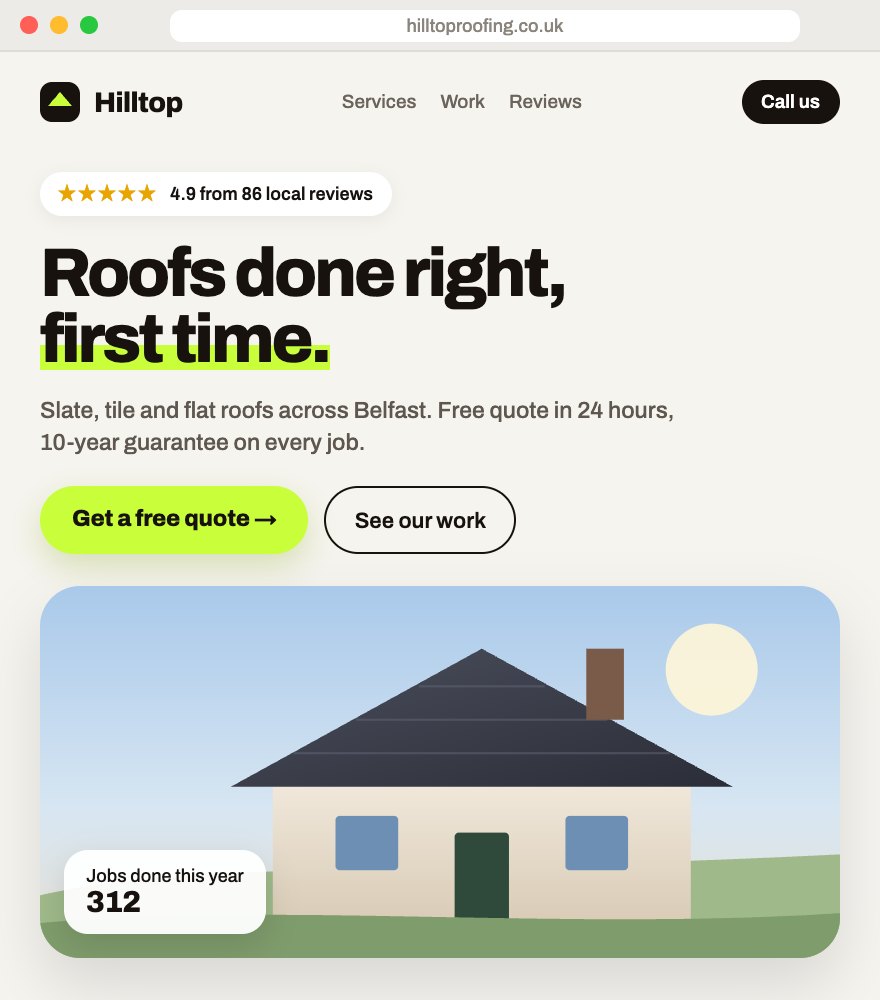 hilltoproofing.co.uk
Hilltop
Services Work Reviews
Call us
★★★★★ 4.9 from 86 local reviews
Roofs done right,
first time.
Slate, tile and flat roofs across Belfast. Free quote in 24 hours,
10-year guarantee on every job.
Get a free quote →
See our work
Jobs done this year
312